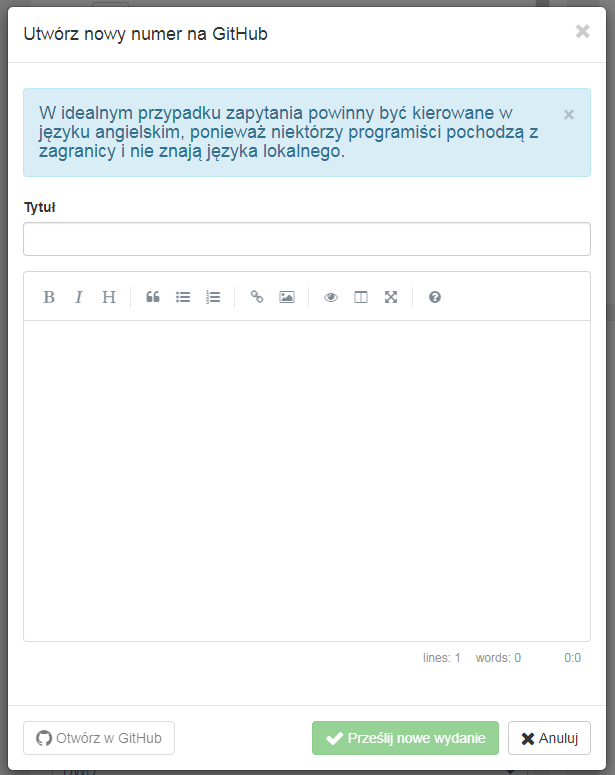 Utwórz nowy numer na GitHub
W idealnym przypadku zapytania powinny być kierowane w
języku angielskim, ponieważ niektórzy programiści pochodzą z
zagranicy i nie znają języka lokalnego.
Tytuł
B I H
lines: 1 words: 0 0:0
Otwórz w GitHub Prześlij nowe wydanie Anuluj